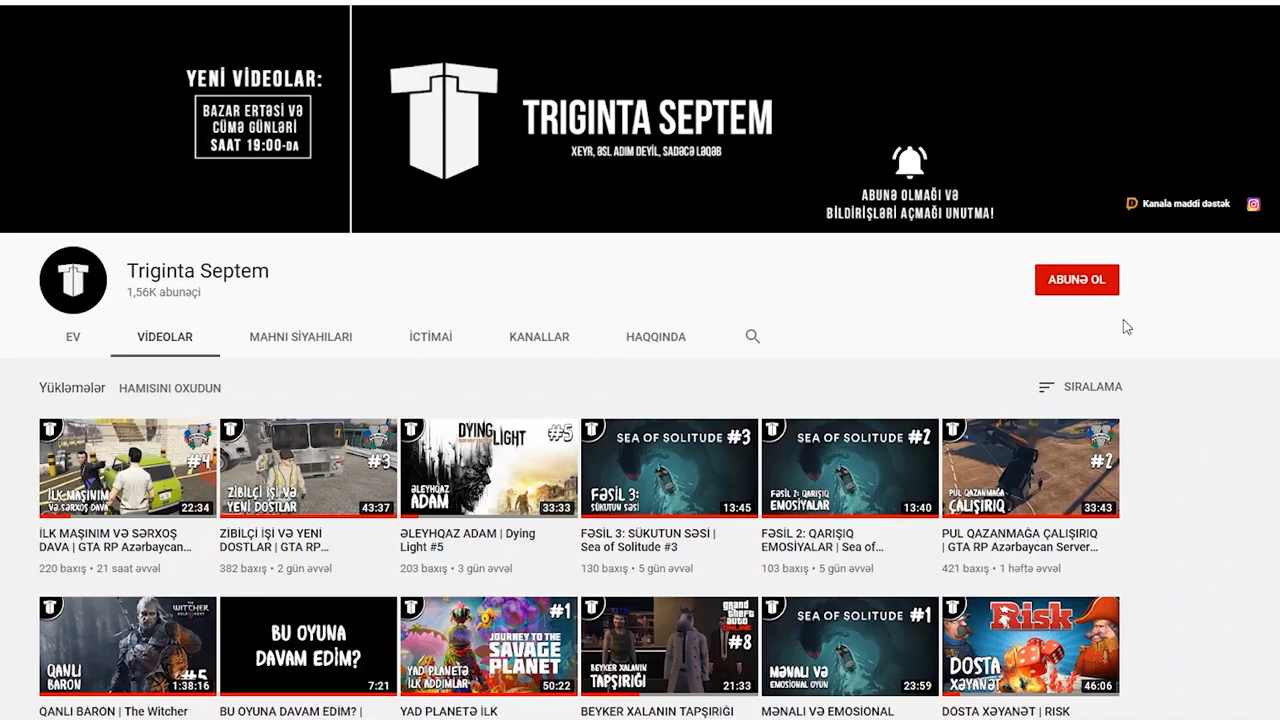 YENİ VİDEOLAR:
BAZAR ERTƏSİ VƏ
CÜMƏ GÜNLƏRİ
SAAT 19:00-DA
TRIGINTA SEPTEM
XEYR, ƏSL ADIM DEYİL, SADƏCƏ LƏQƏB
ABUNƏ OLMAĞI VƏ
BİLDİRİŞLƏRİ AÇMAĞI UNUTMA!
Kanala maddi dəstək
Triginta Septem
1,56K abunəçi
ABUNƏ OL
EV
VİDEOLAR
MAHNI SİYAHILARI
İCTİMAİ
KANALLAR
HAQQINDA
Yükləmələr
HAMISINI OXUDUN
SIRALAMA
#4
İLK MAŞINIM
VƏ SƏRXOŞ DAVA
22:34
İLK MAŞINIM VƏ SƏRXOŞ
DAVA | GTA RP Azərbaycan...
220 baxış • 21 saat əvvəl
#3
ZİBİLÇİ İŞİ VƏ
YENİ DOSTLAR
43:37
ZİBİLÇİ İŞİ VƏ YENİ
DOSTLAR | GTA RP...
382 baxış • 2 gün əvvəl
DYING
LIGHT
#5
ƏLEYHQAZ
ADAM
33:33
ƏLEYHQAZ ADAM | Dying
Light #5
203 baxış • 3 gün əvvəl
SEA OF SOLITUDE #3
FƏSİL 3:
SÜKUTUN SƏSİ
13:45
FƏSİL 3: SÜKUTUN SƏSİ |
Sea of Solitude #3
130 baxış • 5 gün əvvəl
SEA OF SOLITUDE #2
FƏSİL 2: QARIŞIQ
EMOSİYALAR
13:40
FƏSİL 2: QARIŞIQ
EMOSİYALAR | Sea of...
103 baxış • 5 gün əvvəl
#2
PUL QAZANMAĞA
ÇALIŞIRIQ
33:43
PUL QAZANMAĞA ÇALIŞIRIQ
| GTA RP Azərbaycan Server...
421 baxış • 1 həftə əvvəl
WITCHER
QANLI
BARON
#5
1:38:16
QANLI BARON | The Witcher
BU OYUNA
DAVAM EDİM?
7:21
BU OYUNA DAVAM EDİM? |
#1
JOURNEY TO THE
SAVAGE
PLANET
YAD PLANETƏ
İLK ADDIMLAR
50:22
YAD PLANETƏ İLK
grand
theft
auto
ONLINE
#8
BEYKER XALANIN
TAPŞIRIĞI
21:33
BEYKER XALANIN TAPŞIRIĞI
SEA OF SOLITUDE #1
MƏNALI VƏ
EMOSIONAL OYUN
23:59
MƏNALI VƏ EMOSIONAL
Risk
DOSTA
XƏYANƏT
46:06
DOSTA XƏYANƏT | RISK